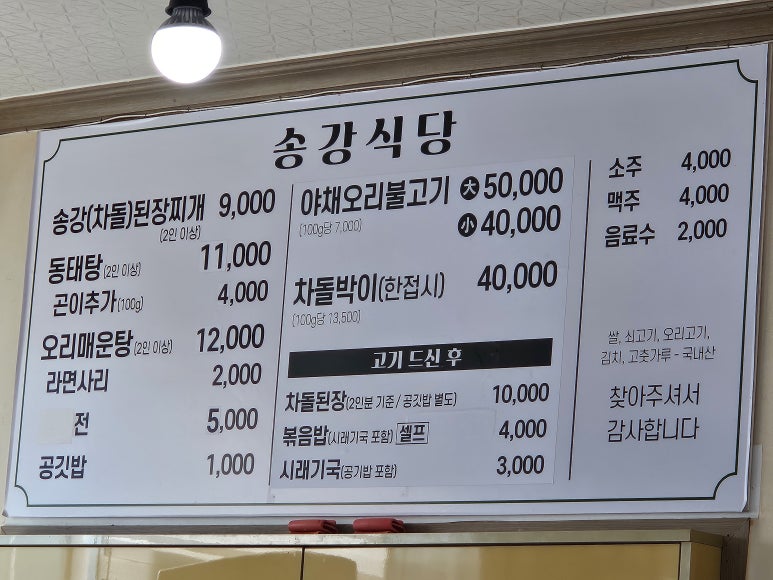 송강식당
송강(차돌)된장찌개 9,000
(2인 이상)
동태탕(2인 이상) 11,000
곤이추가(100g) 4,000
오리매운탕(2인 이상) 12,000
라면사리 2,000
전 5,000
공깃밥 1,000
야채오리불고기 大 50,000
(100g당 7,000) 小 40,000
차돌박이(한접시) 40,000
(100g당 13,500)
고기 드신 후
차돌된장(2인분 기준 / 공깃밥 별도) 10,000
볶음밥(시래기국 포함) 셀프 4,000
시래기국(공기밥 포함) 3,000
소주 4,000
맥주 4,000
음료수 2,000
쌀, 쇠고기, 오리고기,
김치, 고춧가루 - 국내산
찾아주셔서
감사합니다